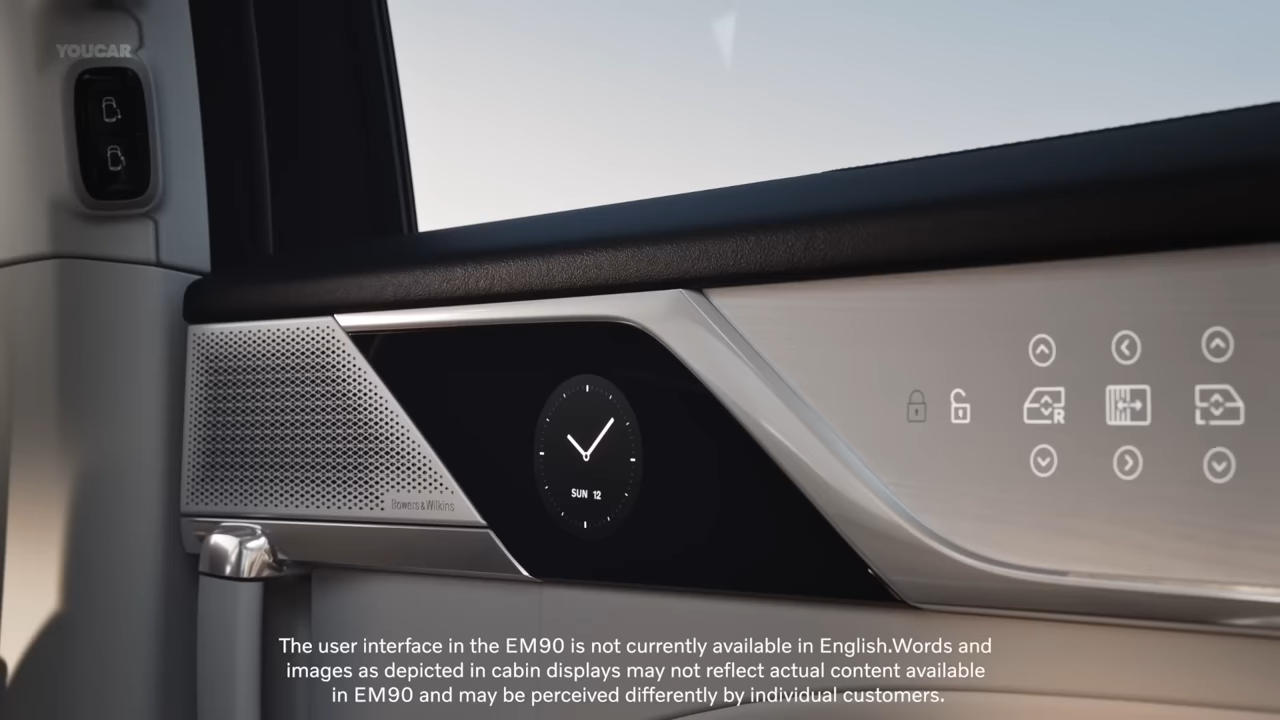 YOUCAR
Bowers & Wilkins
SUN 12
R
L
The user interface in the EM90 is not currently available in English.Words and
images as depicted in cabin displays may not reflect actual content available
in EM90 and may be perceived differently by individual customers.